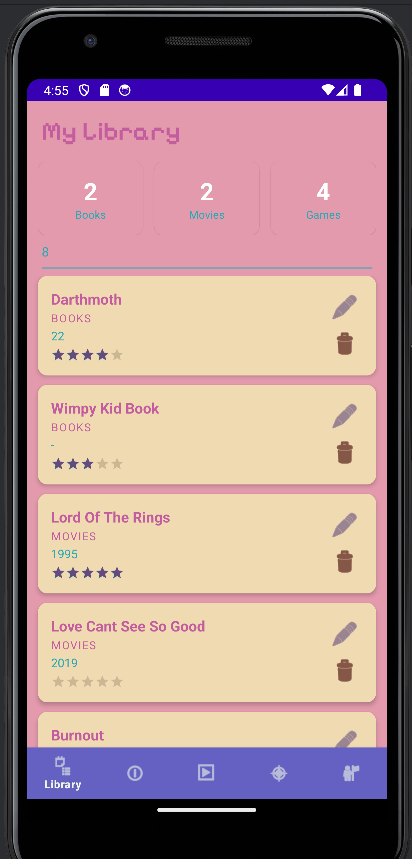 4:55
My Library
2
Books
2
Movies
4
Games
8
Darthmoth
BOOKS
22
Wimpy Kid Book
BOOKS
-
Lord Of The Rings
MOVIES
1995
Love Cant See So Good
MOVIES
2019
Burnout
Library